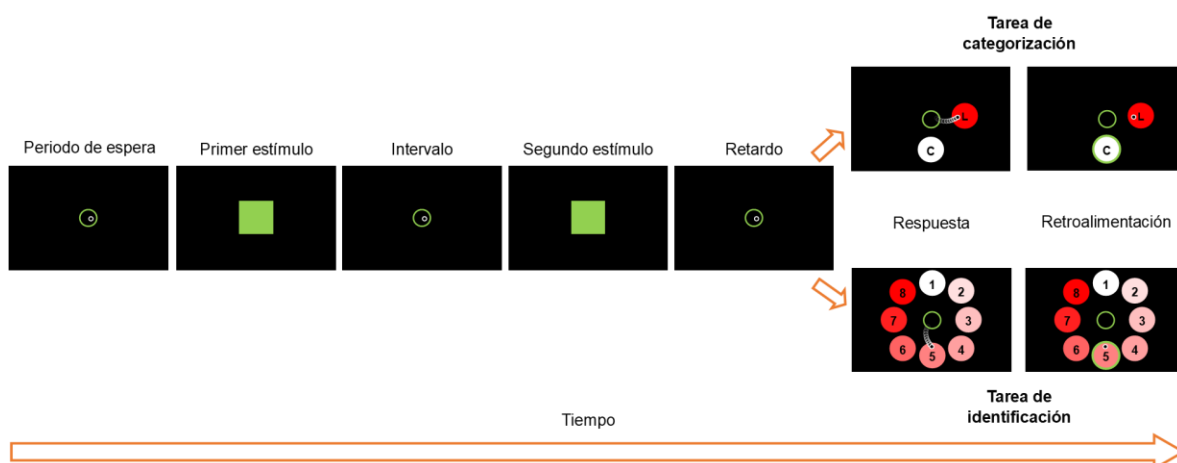 Tarea de
categorización
Periodo de espera
Primer estímulo
Intervalo
Segundo estímulo
Retardo
L
C
L
C
Respuesta
Retroalimentación
1
2
3
4
5
6
7
8
1
2
3
4
5
6
7
8
Tarea de
identificación
Tiempo